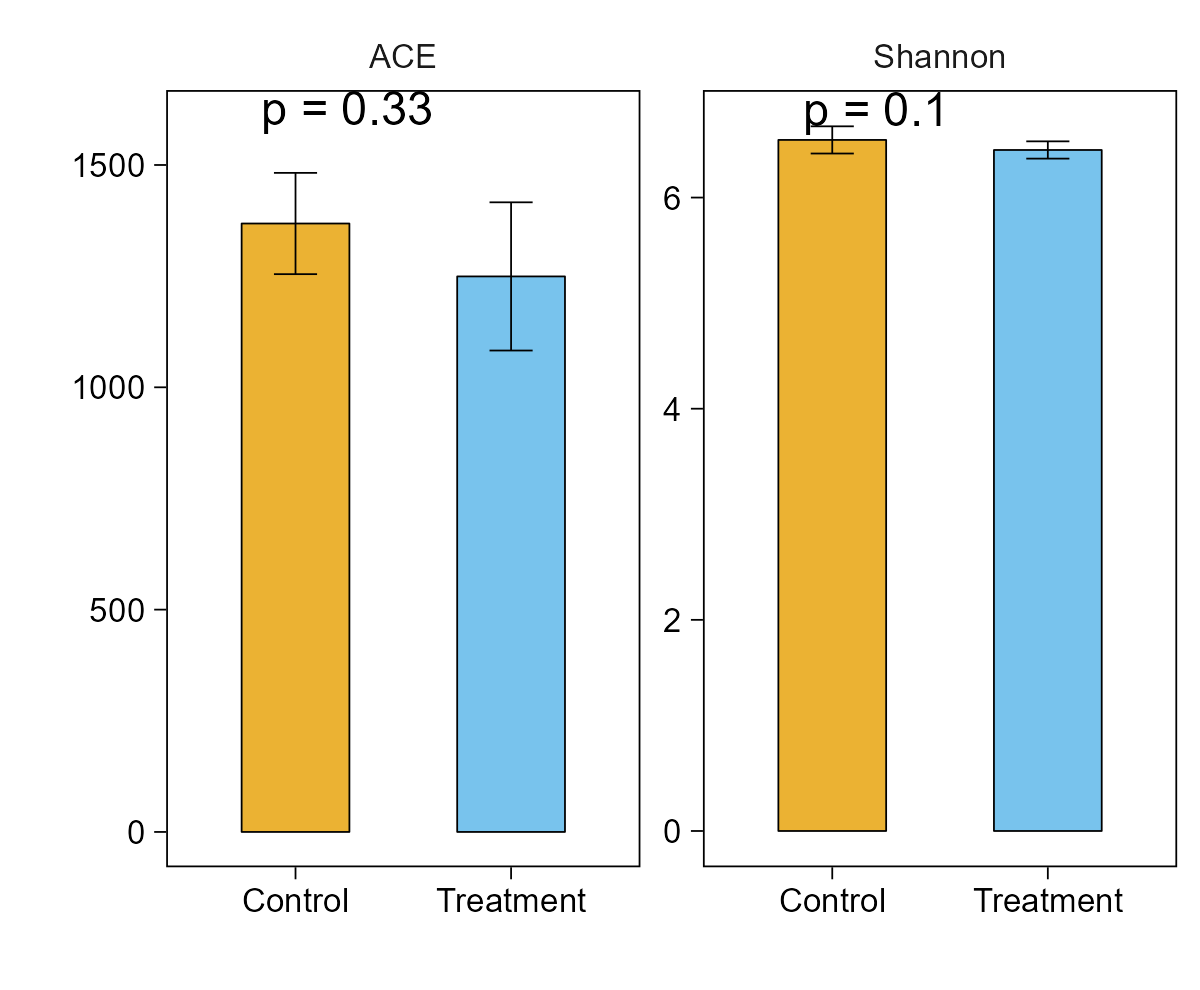 ACE
p = 0.33
1500
1000
500
0
Control Treatment
Shannon
p = 0.1
6
4
2
0
Control Treatment